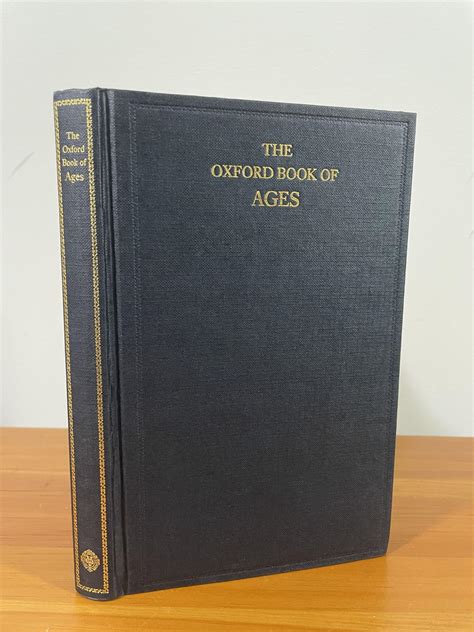 The
Oxford
Book of
Ages
THE
OXFORD BOOK OF
AGES